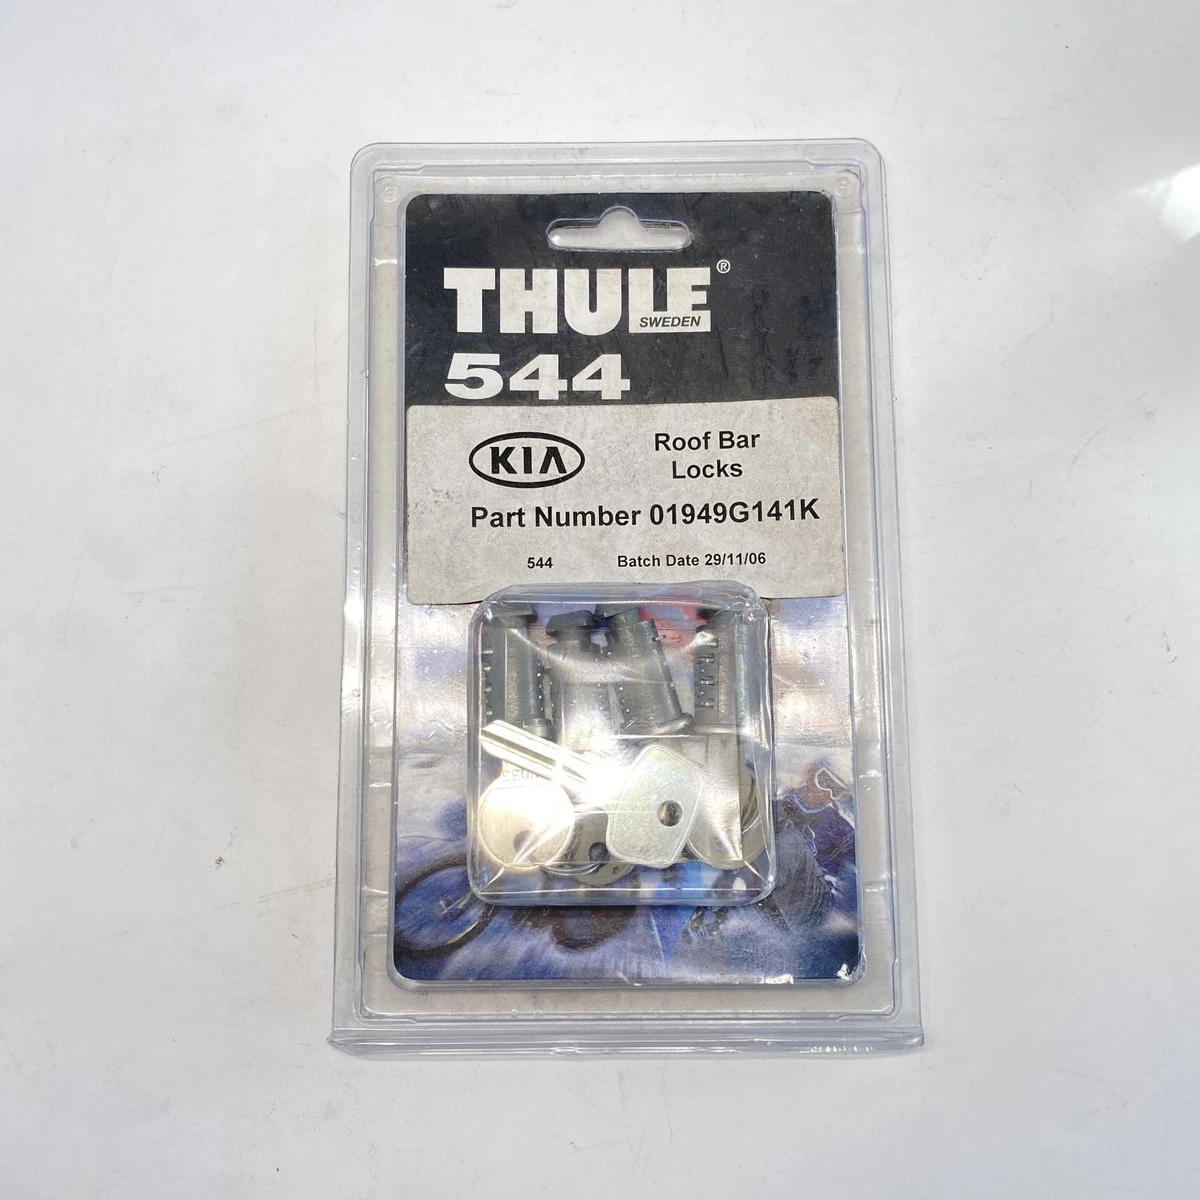 THULE®
SWEDEN
544
KIA
Roof Bar
Locks
Part Number 01949G141K
544 Batch Date 29/11/06